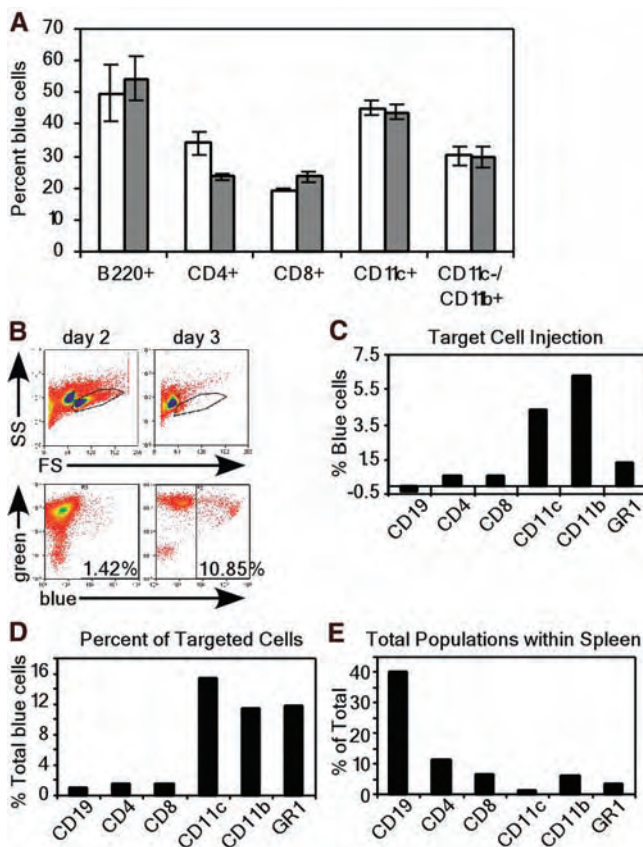 A
Percent blue cells
70
60
50
40
30
20
10
0
B220+
CD4+
CD8+
CD11c+
CD11c-/
CD11b+
B
day 2
day 3
SS
FS
green
1.42%
10.85%
blue
C
Target Cell Injection
% Blue cells
7.5
5.5
3.5
15
-0.5
CD19
CD4
CD8
CD11c
CD11b
GR1
D
Percent of Targeted Cells
% Total blue cells
16
12
8
4
0
CD19
CD4
CD8
CD11c
CD11b
GR1
E
Total Populations within Spleen
% of Total
40
30
20
10
0
CD19
CD4
CD8
CD11c
CD11b
GR1